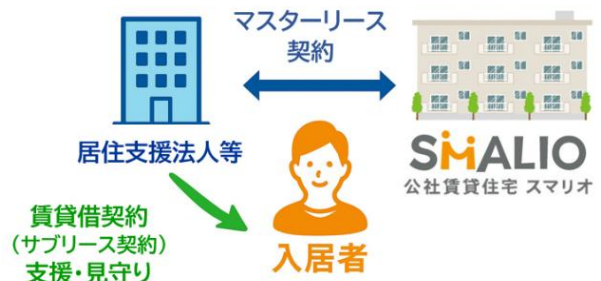 マスターリース
契約
居住支援法人等
SMALIO
公社賃貸住宅 スマリオ
賃貸借契約
(サブリース契約)
支援・見守り
入居者